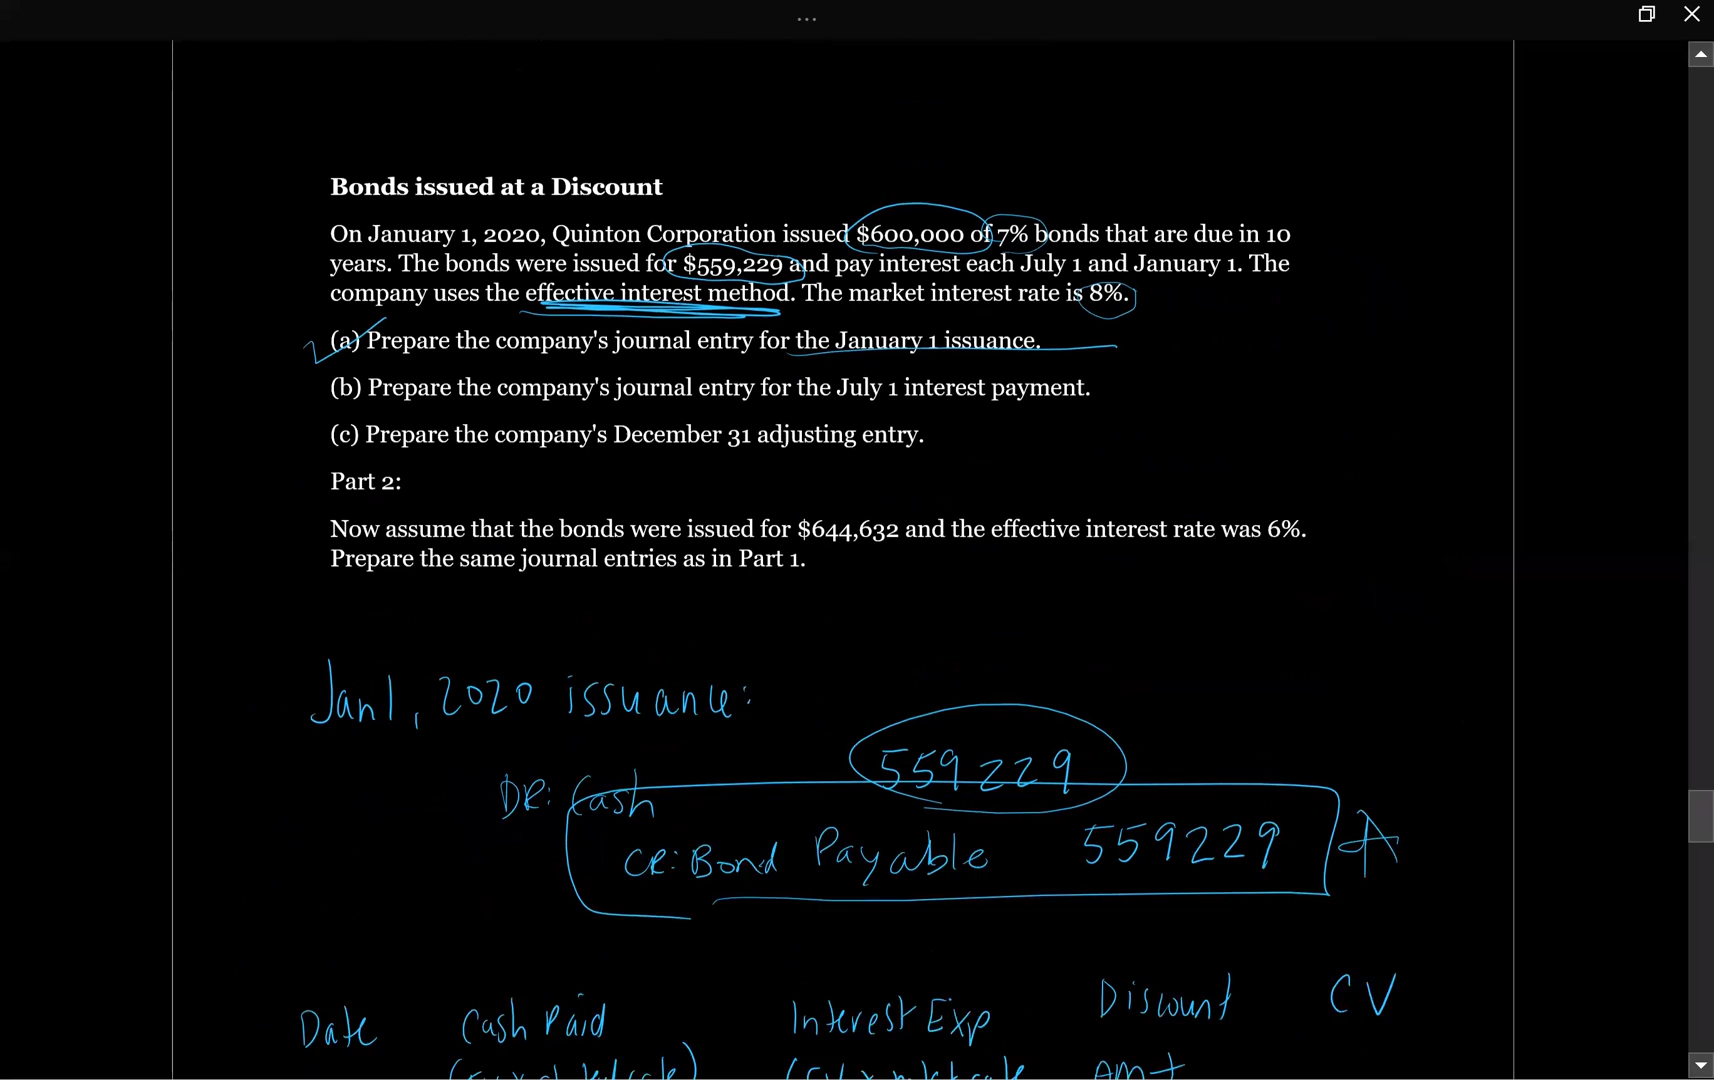 Bonds issued at a Discount
On January 1, 2020, Quinton Corporation issued $600,000 of 7% bonds that are due in 10
years. The bonds were issued for $559,229 and pay interest each July 1 and January 1. The
company uses the effective interest method. The market interest rate is 8%.
(a) Prepare the company's journal entry for the January 1 issuance.
(b) Prepare the company's journal entry for the July 1 interest payment.
(c) Prepare the company's December 31 adjusting entry.
Part 2:
Now assume that the bonds were issued for $644,632 and the effective interest rate was 6%.
Prepare the same journal entries as in Part 1.
Jan 1, 2020 issuance:
DR: Cash 559229
CR: Bond Payable 559229
Date Cash Paid Interest Exp Discount CV
AMT